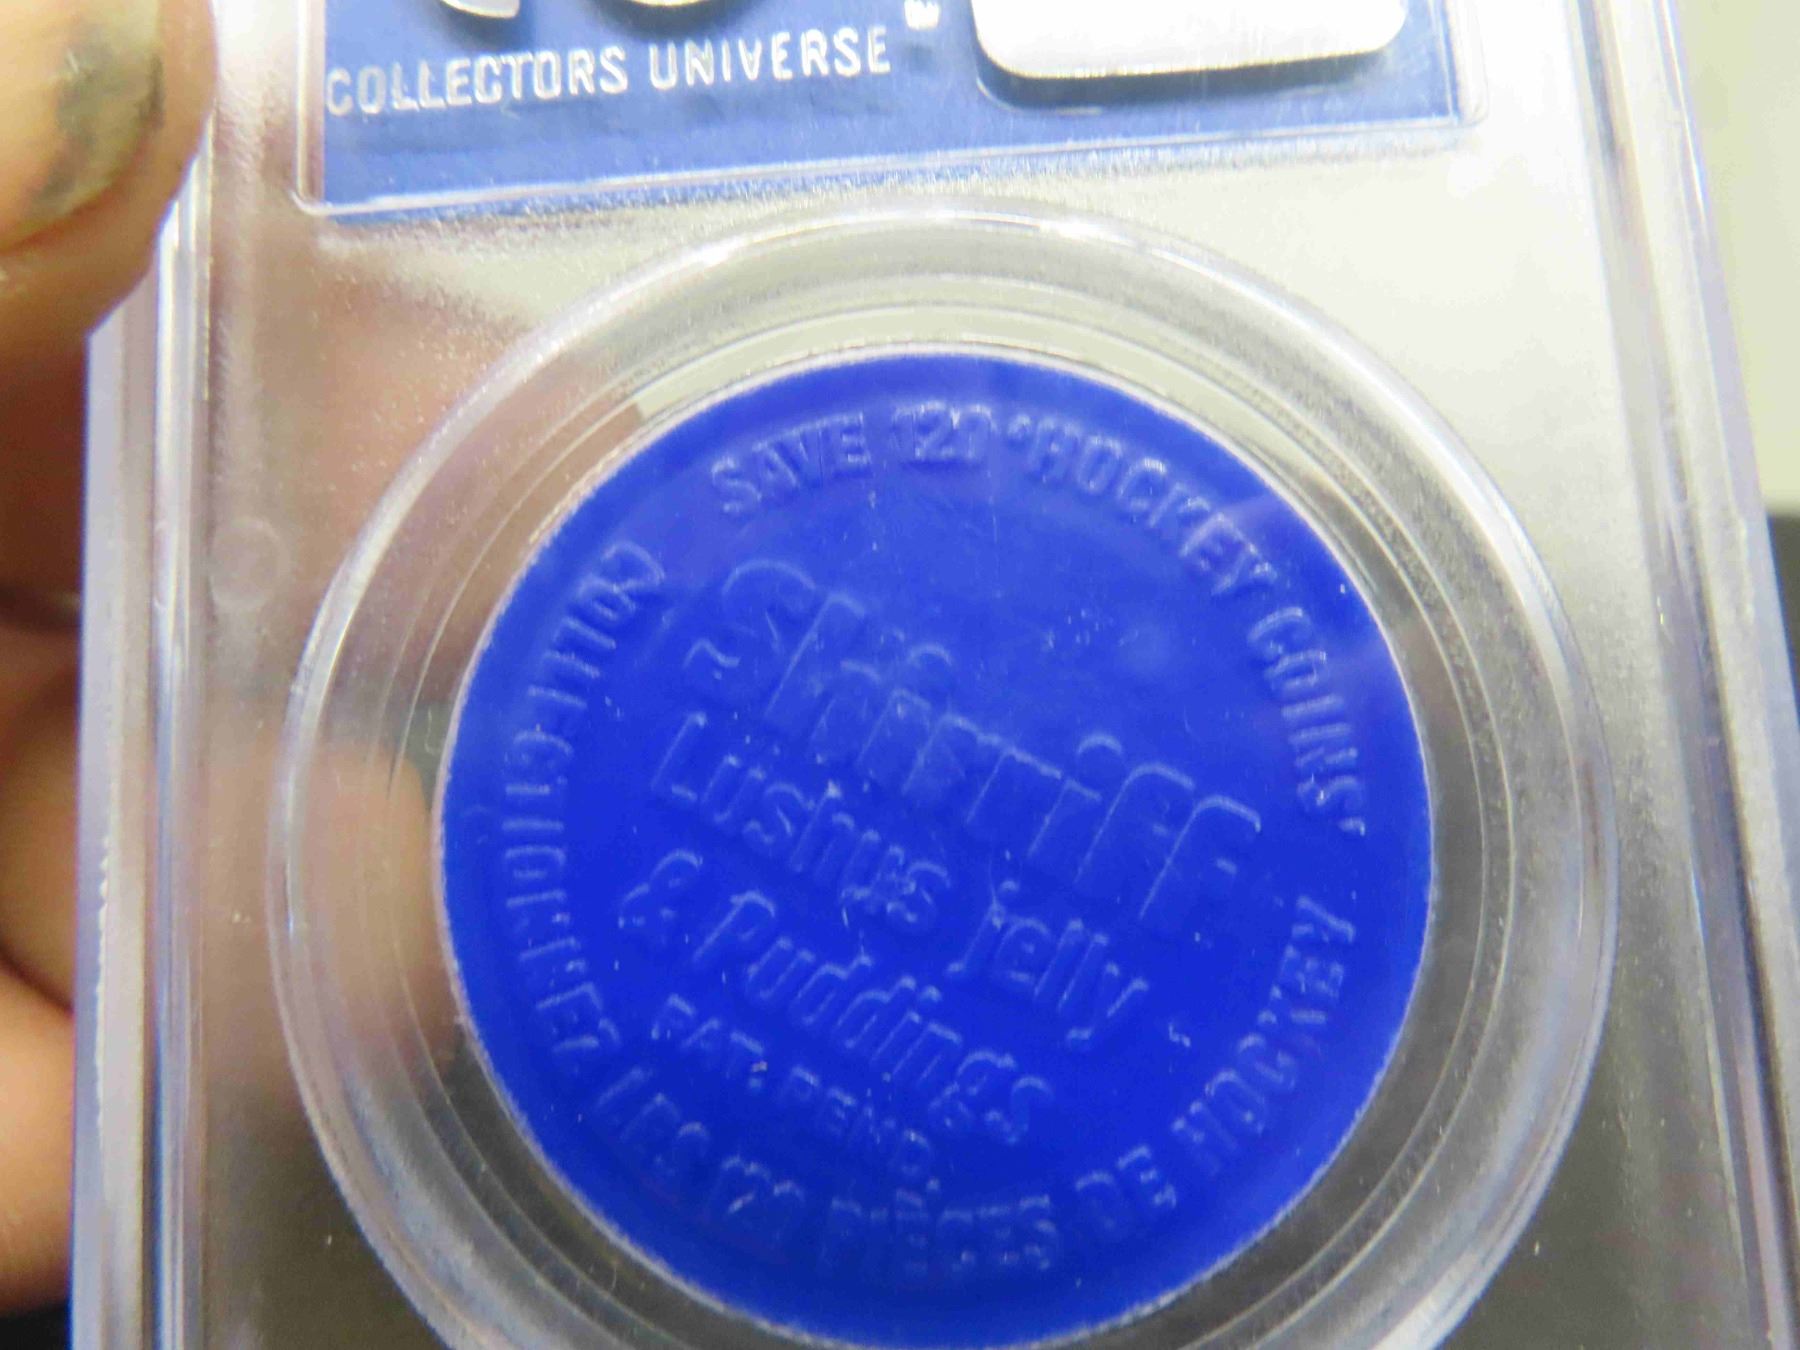 COLLECTORS UNIVERSE
SAVE 120 "HOCKEY COINS"
Shirriff
Lushus jelly
& Puddings
PAT. PEND.
COLLECTIONNEZ LES 120 PIÈCES DE HOCKEY